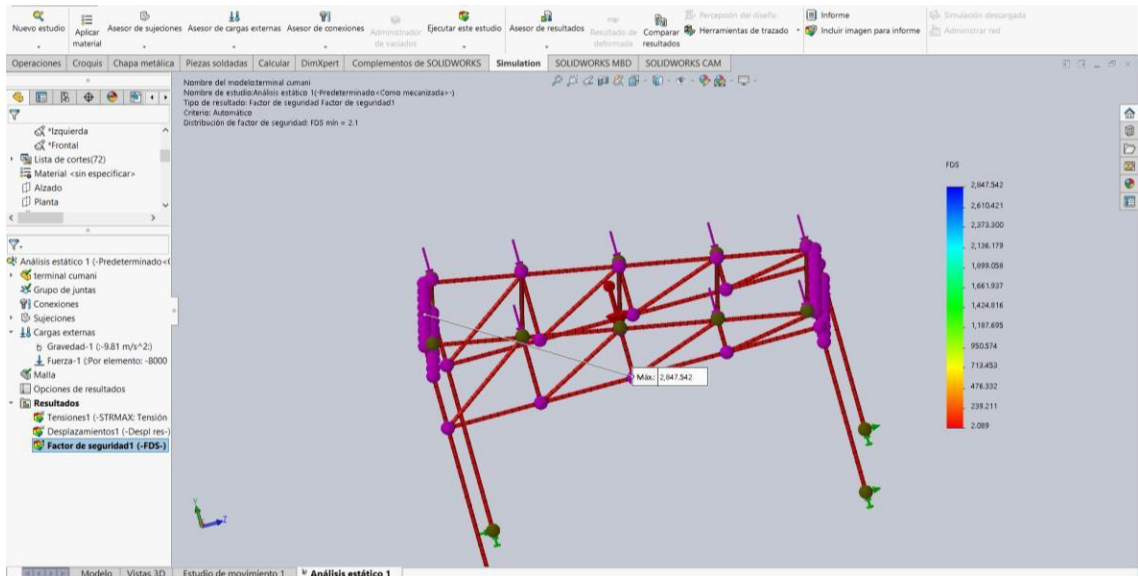 Nuevo estudio
Aplicar material
Asesor de sujeciones
Asesor de cargas externas
Asesor de conexiones
Administrador de vaciados
Ejecutar este estudio
Asesor de resultados
Resultado de deformada
Comparar resultados
Percepción del diseño
Herramientas de trazado
Informe
Incluir imagen para informe
Simulación descargada
Administrar red
Operaciones Croquis Chapa metálica Piezas soldadas Calcular DimXpert Complementos de SOLIDWORKS Simulation SOLIDWORKS MBD SOLIDWORKS CAM
Nombre del modelo:terminal cumani
Nombre de estudio:Análisis estático 1(-Predeterminado<Como mecanizada>-)
Tipo de resultado: Factor de seguridad Factor de seguridad1
Criterio: Automático
Distribución de factor de seguridad: FDS mín = 2.1
*Izquierda
*Frontal
Lista de cortes(72)
Material <sin especificar>
Alzado
Planta
Análisis estático 1 (-Predeterminado<
terminal cumani
Grupo de juntas
Conexiones
Sujeciones
Cargas externas
Gravedad-1 (:-9.81 m/s^2:)
Fuerza-1 (:Por elemento: -8000
Malla
Opciones de resultados
Resultados
Tensiones1 (-STRMAX: Tensión
Desplazamientos1 (-Despl res-)
Factor de seguridad1 (-FDS-)
FDS
2,847.542
2,610.421
2,373.300
2,136.179
1,899.058
1,661.937
1,424.816
1,187.695
950.574
713.453
476.332
239.211
2.089
Máx.: 2,847.542
Y
Z
Modelo Vistas 3D Estudio de movimiento 1 Análisis estático 1